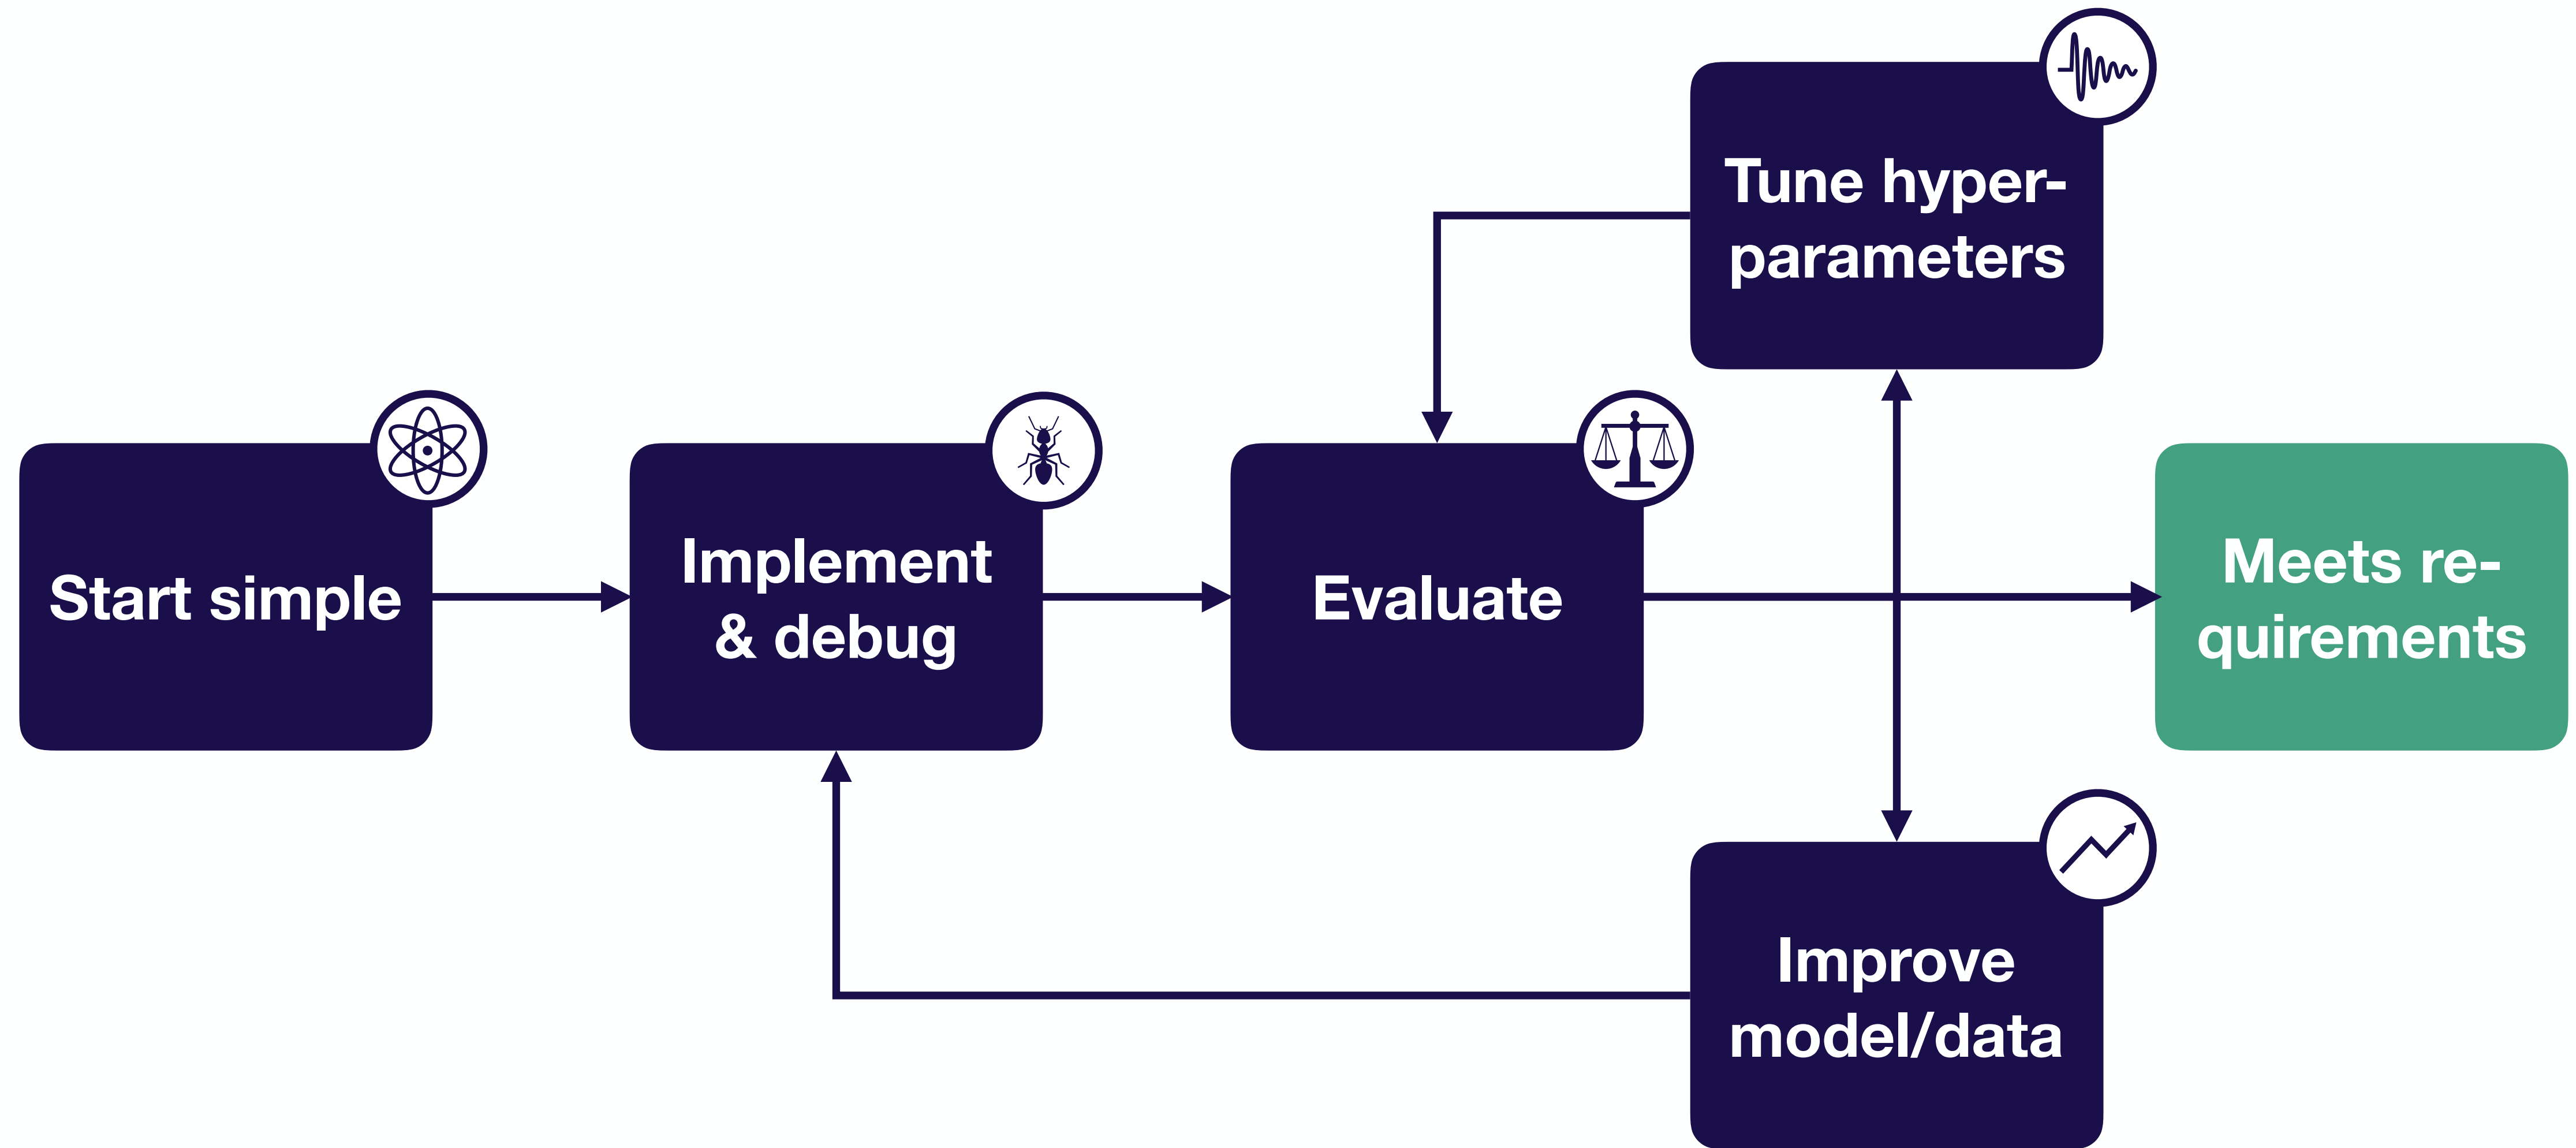 Tune hyper-
parameters
Start simple
Implement
& debug
Evaluate
Meets re-
quirements
Improve
model/data